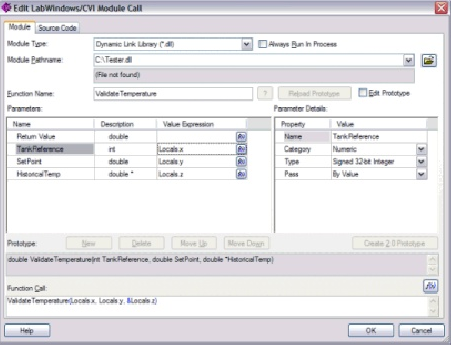 Edit LabWindows/CVI Module Call
Module Source Code
Module Type: Dynamic Link Library (*.dll) Always Run In Process
Module Pathname: C:\Tester.dll
(File not found)
Function Name: ValidateTemperature ? Reload Prototype Edit Prototype
Parameters: Parameter Details:
Name Description Value Expression Property Value
Return Value double f(x) Name TankReference
TankReference int Locals.x f(x) Category Numeric
SetPoint double Locals.y f(x) Type Signed 32-bit Integer
HistoricalTemp double * Locals.z f(x) Pass By Value
Prototype: New Delete Move Up Move Down Create 2.0 Prototype
double ValidateTemperature(int TankReference, double SetPoint, double *HistoricalTemp)
Function Call: f(x)
ValidateTemperature(Locals.x, Locals.y, &Locals.z)
Help OK Cancel